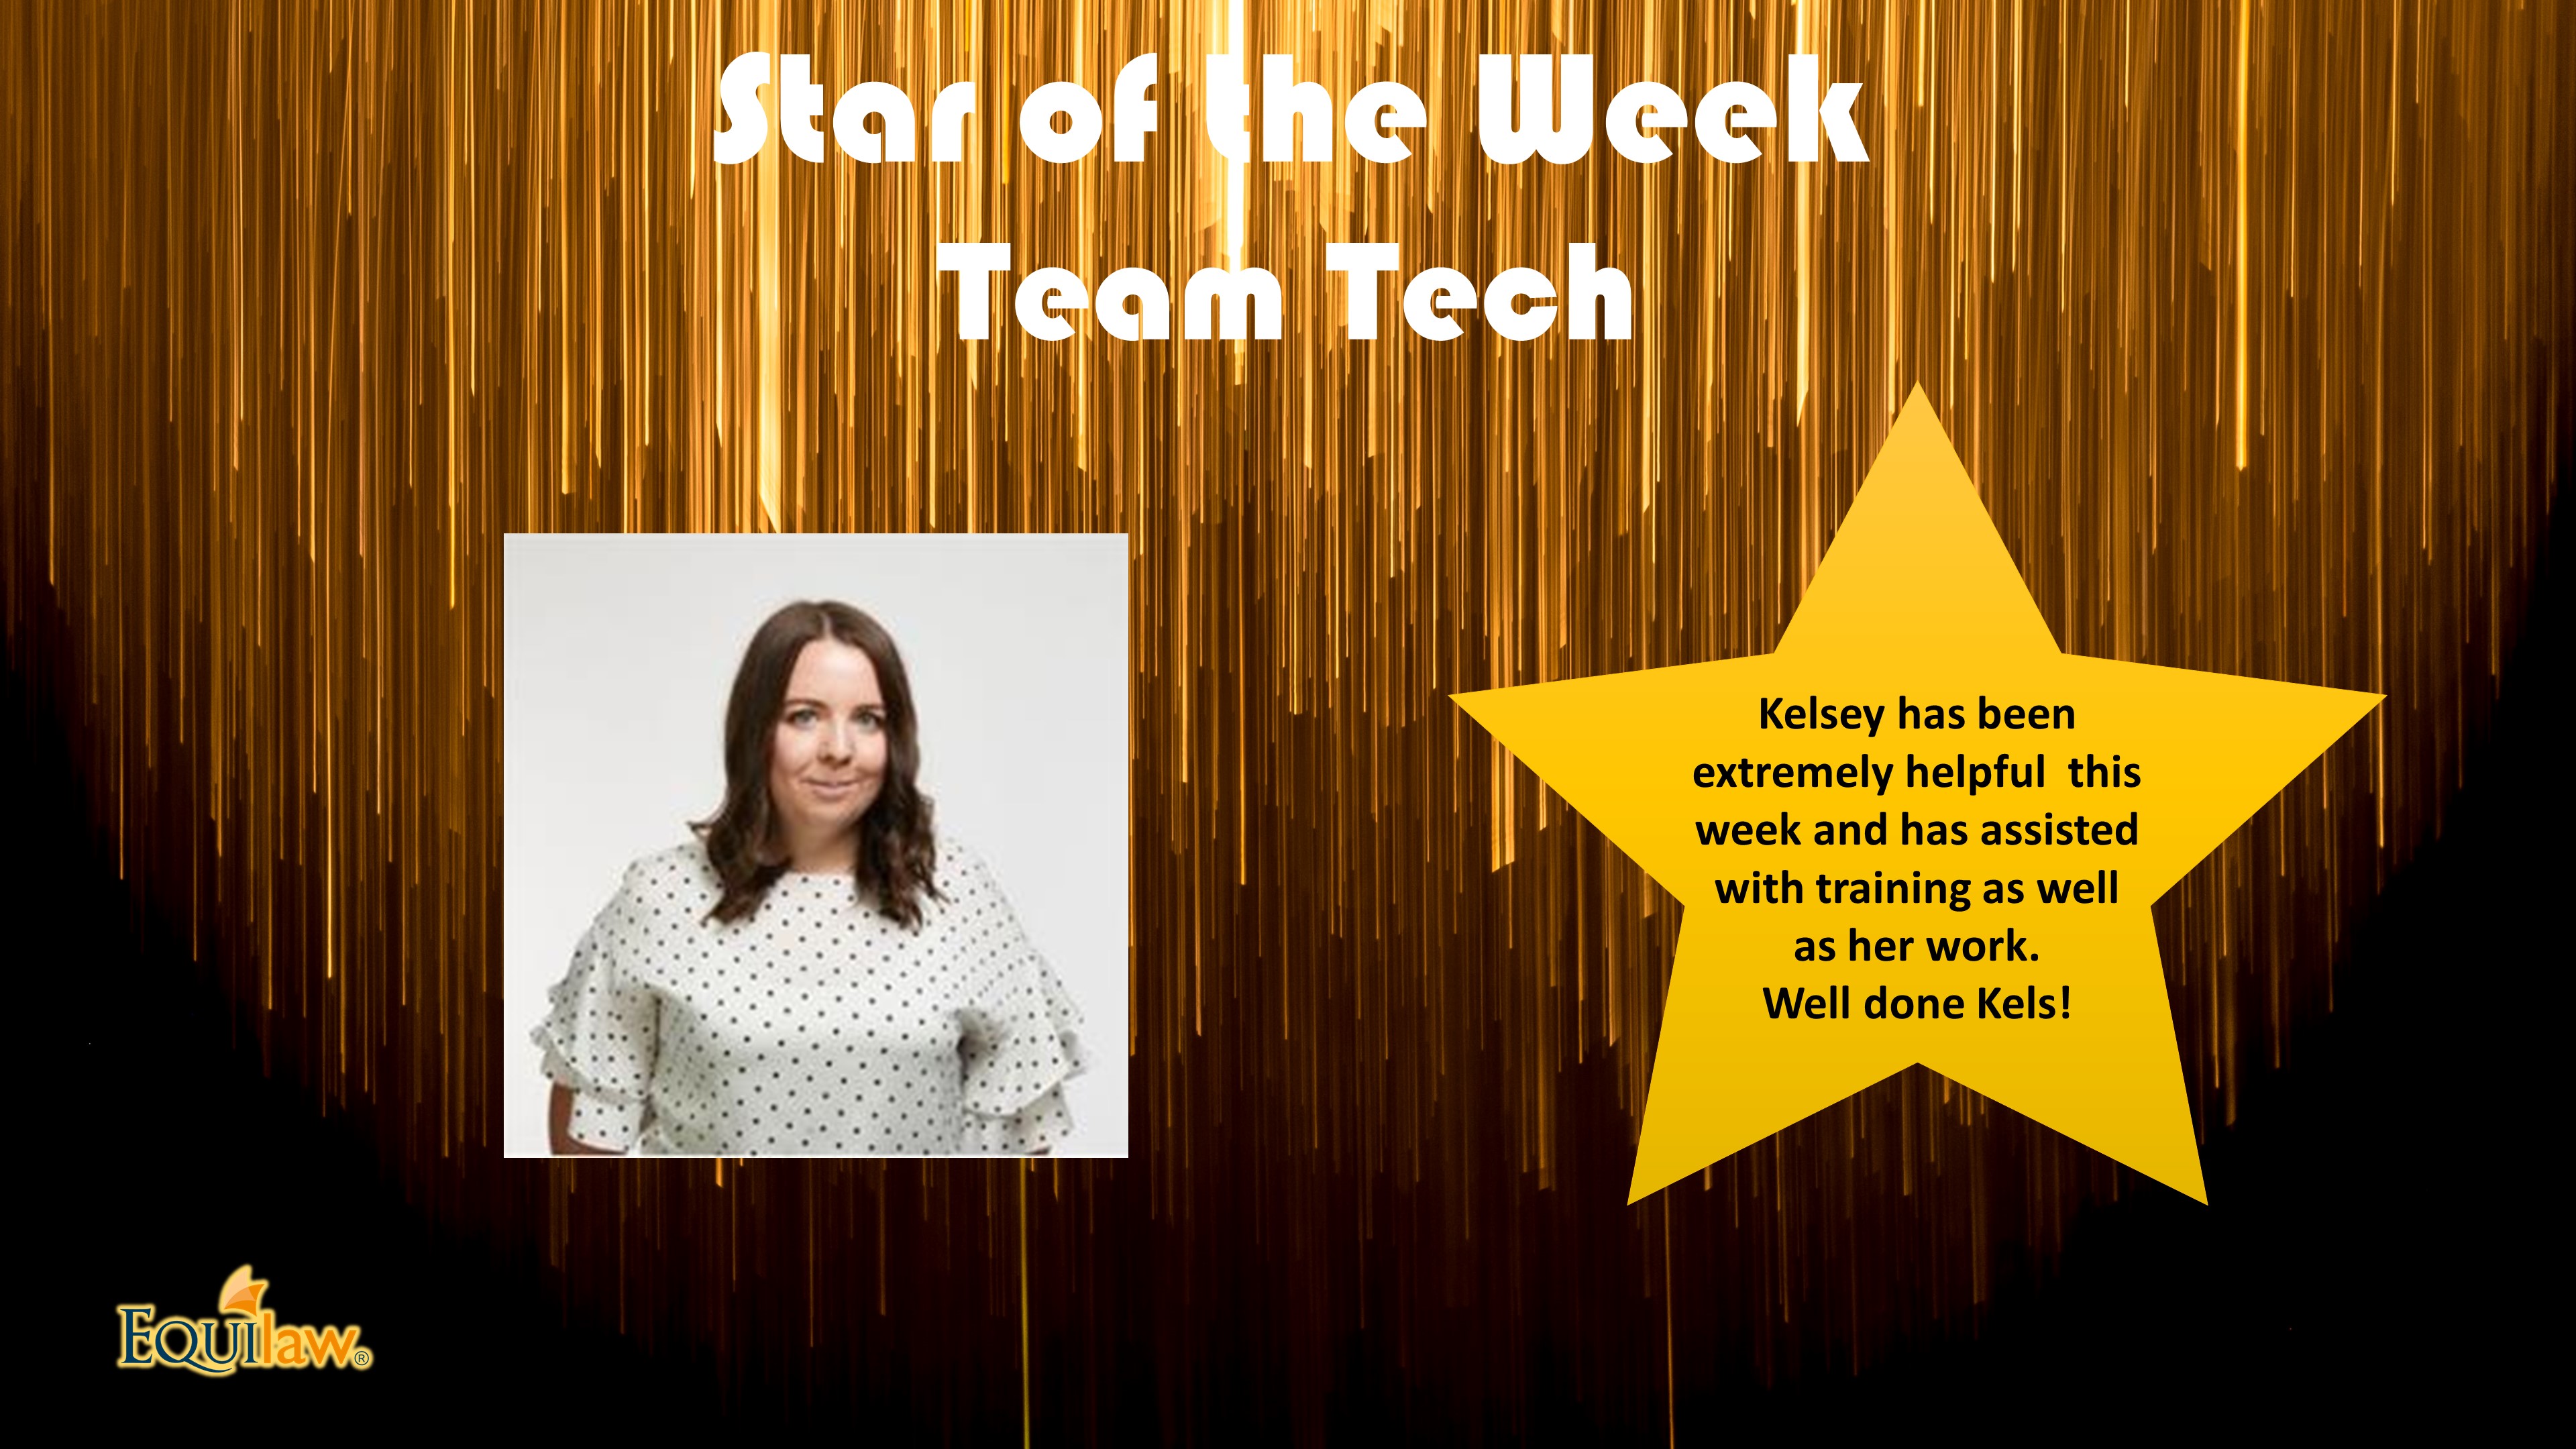 Star of the Week
Team Tech
Kelsey has been
extremely helpful  this
week and has assisted
with training as well
as her work.
Well done Kels!
EQUIlaw®